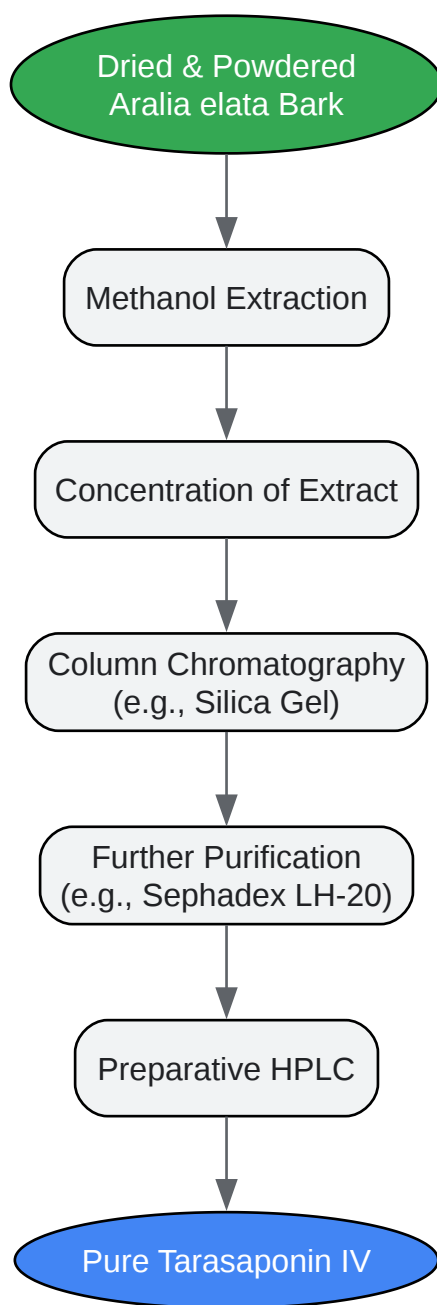 Dried & Powdered
Aralia elata Bark
Methanol Extraction
Concentration of Extract
Column Chromatography
(e.g., Silica Gel)
Further Purification
(e.g., Sephadex LH-20)
Preparative HPLC
Pure Tarasaponin IV